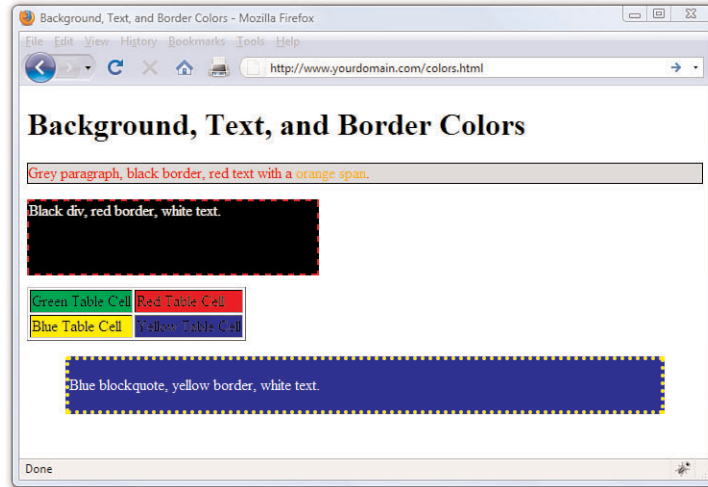 Background, Text, and Border Colors - Mozilla Firefox
File Edit View History Bookmarks Tools Help
http://www.yourdomain.com/colors.html
Background, Text, and Border Colors
Grey paragraph, black border, red text with a orange span.
Black div, red border, white text.
Green Table Cell Red Table Cell
Blue Table Cell Yellow Table Cell
Blue blockquote, yellow border, white text.
Done